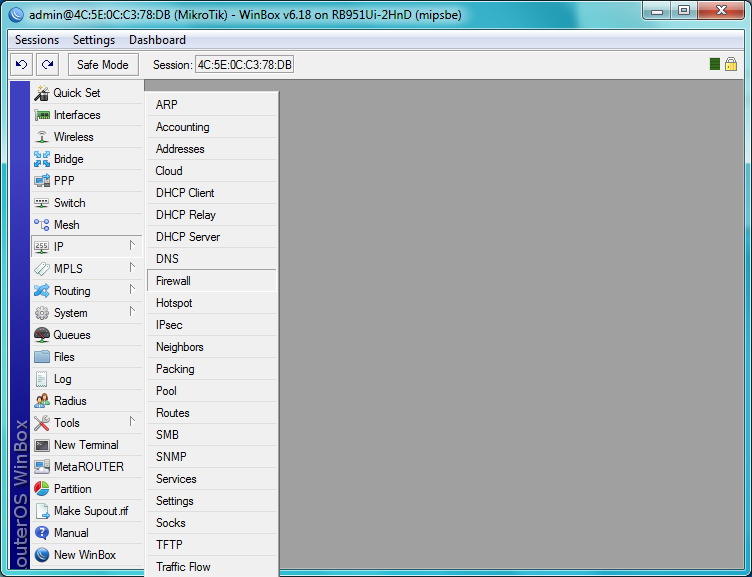 admin@4C:5E:0C:C3:78:DB (MikroTik) - WinBox v6.18 on RB951Ui-2HnD (mipsbe)
Sessions Settings Dashboard
Safe Mode Session: 4C:5E:0C:C3:78:DB
Quick Set
Interfaces
Wireless
Bridge
PPP
Switch
Mesh
255
IP
MPLS
Routing
System
Queues
Files
Log
Radius
Tools
New Terminal
MetaROUTER
Partition
Make Supout.rif
Manual
New WinBox
outerOS WinBox
ARP
Accounting
Addresses
Cloud
DHCP Client
DHCP Relay
DHCP Server
DNS
Firewall
Hotspot
IPsec
Neighbors
Packing
Pool
Routes
SMB
SNMP
Services
Settings
Socks
TFTP
Traffic Flow